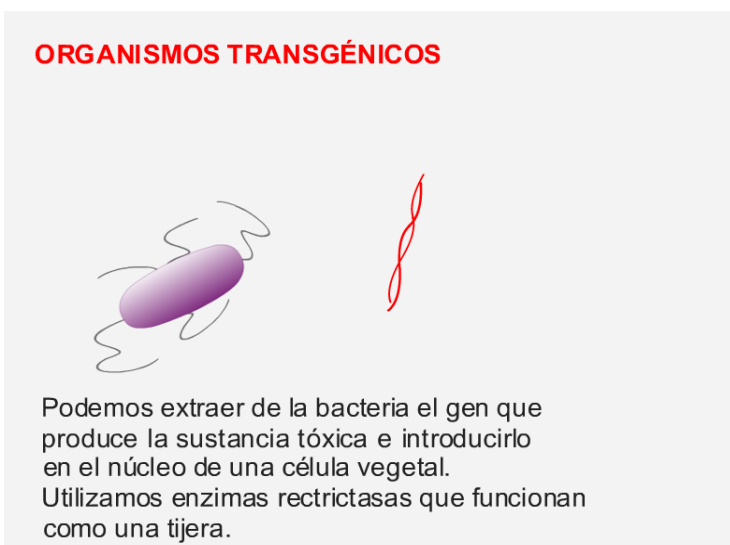 ORGANISMOS TRANSGÉNICOS
Podemos extraer de la bacteria el gen que
produce la sustancia tóxica e introducirlo
en el núcleo de una célula vegetal.
Utilizamos enzimas rectrictasas que funcionan
como una tijera.